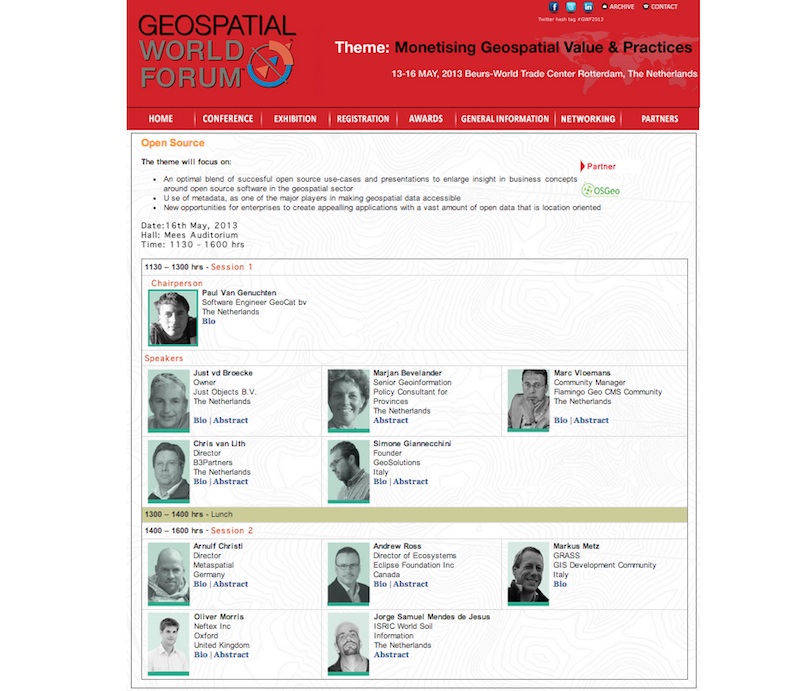 ARCHIVE CONTACT
Twitter hash tag #GWF2013
GEOSPATIAL
WORLD
FORUM
Theme: Monetising Geospatial Value & Practices
13-16 MAY, 2013 Beurs-World Trade Center Rotterdam, The Netherlands
HOME CONFERENCE EXHIBITION REGISTRATION AWARDS GENERAL INFORMATION NETWORKING PARTNERS
Open Source
The theme will focus on:
Partner
OSGeo
• An optimal blend of succesful open source use-cases and presentations to enlarge insight in business concepts
around open source software in the geospatial sector
• U se of metadata, as one of the major players in making geospatial data accessible
• New opportunities for enterprises to create apealling applications with a vast amount of open data that is location oriented
Date:16th May, 2013
Hall: Mees Auditorium
Time: 1130 - 1600 hrs
1130 – 1300 hrs - Session 1
Chairperson
Paul Van Genuchten
Software Engineer GeoCat bv
The Netherlands
Bio
Speakers
Just vd Broecke
Owner
Just Objects B.V.
The Netherlands
Bio | Abstract
Marjan Bevelander
Senior Geoinformation
Policy Consultant for
Provinces
The Netherlands
Abstract
Marc Vloemans
Community Manager
Flamingo Geo CMS Community
The Netherlands
Bio | Abstract
Chris van Lith
Director
B3Partners
The Netherlands
Bio | Abstract
Simone Giannecchini
Founder
GeoSolutions
Italy
Bio | Abstract
1300 – 1400 hrs - Lunch
1400 – 1600 hrs - Session 2
Arnulf Christl
Director
Metaspatial
Germany
Bio | Abstract
Andrew Ross
Director of Ecosystems
Eclipse Foundation Inc
Canada
Bio | Abstract
Markus Metz
GRASS
GIS Development Community
Italy
Bio
Oliver Morris
Neftex Inc
Oxford
United Kingdom
Bio | Abstract
Jorge Samuel Mendes de Jesus
ISRIC World Soil
Information
The Netherlands
Abstract